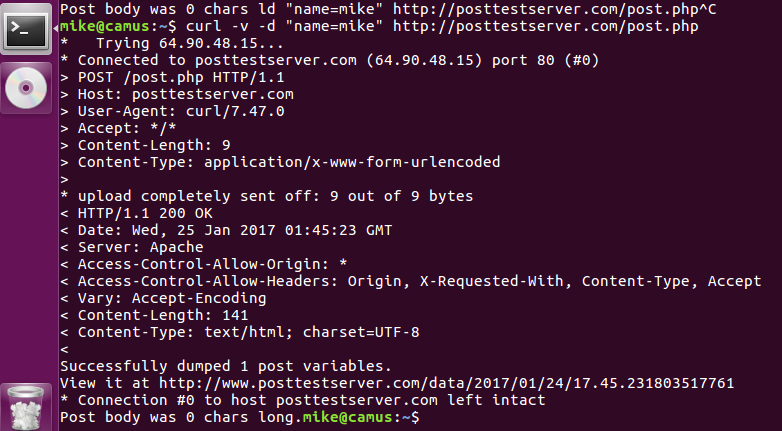 Post body was 0 chars ld "name=mike" http://posttestserver.com/post.php^C
mike@camus:~$ curl -v -d "name=mike" http://posttestserver.com/post.php
*   Trying 64.90.48.15...
* Connected to posttestserver.com (64.90.48.15) port 80 (#0)
> POST /post.php HTTP/1.1
> Host: posttestserver.com
> User-Agent: curl/7.47.0
> Accept: */*
> Content-Length: 9
> Content-Type: application/x-www-form-urlencoded
>
* upload completely sent off: 9 out of 9 bytes
< HTTP/1.1 200 OK
< Date: Wed, 25 Jan 2017 01:45:23 GMT
< Server: Apache
< Access-Control-Allow-Origin: *
< Access-Control-Allow-Headers: Origin, X-Requested-With, Content-Type, Accept
< Vary: Accept-Encoding
< Content-Length: 141
< Content-Type: text/html; charset=UTF-8
<
Successfully dumped 1 post variables.
View it at http://www.posttestserver.com/data/2017/01/24/17.45.231803517761
* Connection #0 to host posttestserver.com left intact
Post body was 0 chars long.mike@camus:~$